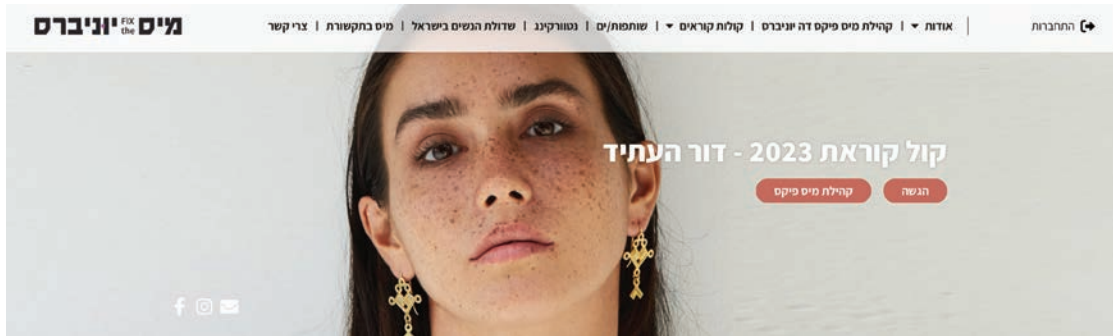 מיס FIX the יוניברס
התחברות | אודות | קהילת מיס פיקס דה יוניברס | קולות קוראים | שותפות/ים | נטוורקינג | שדולת הנשים בישראל | מיס בתקשורת | צרי קשר
קול קוראת 2023 - דור העתיד
הגשה
קהילת מיס פיקס